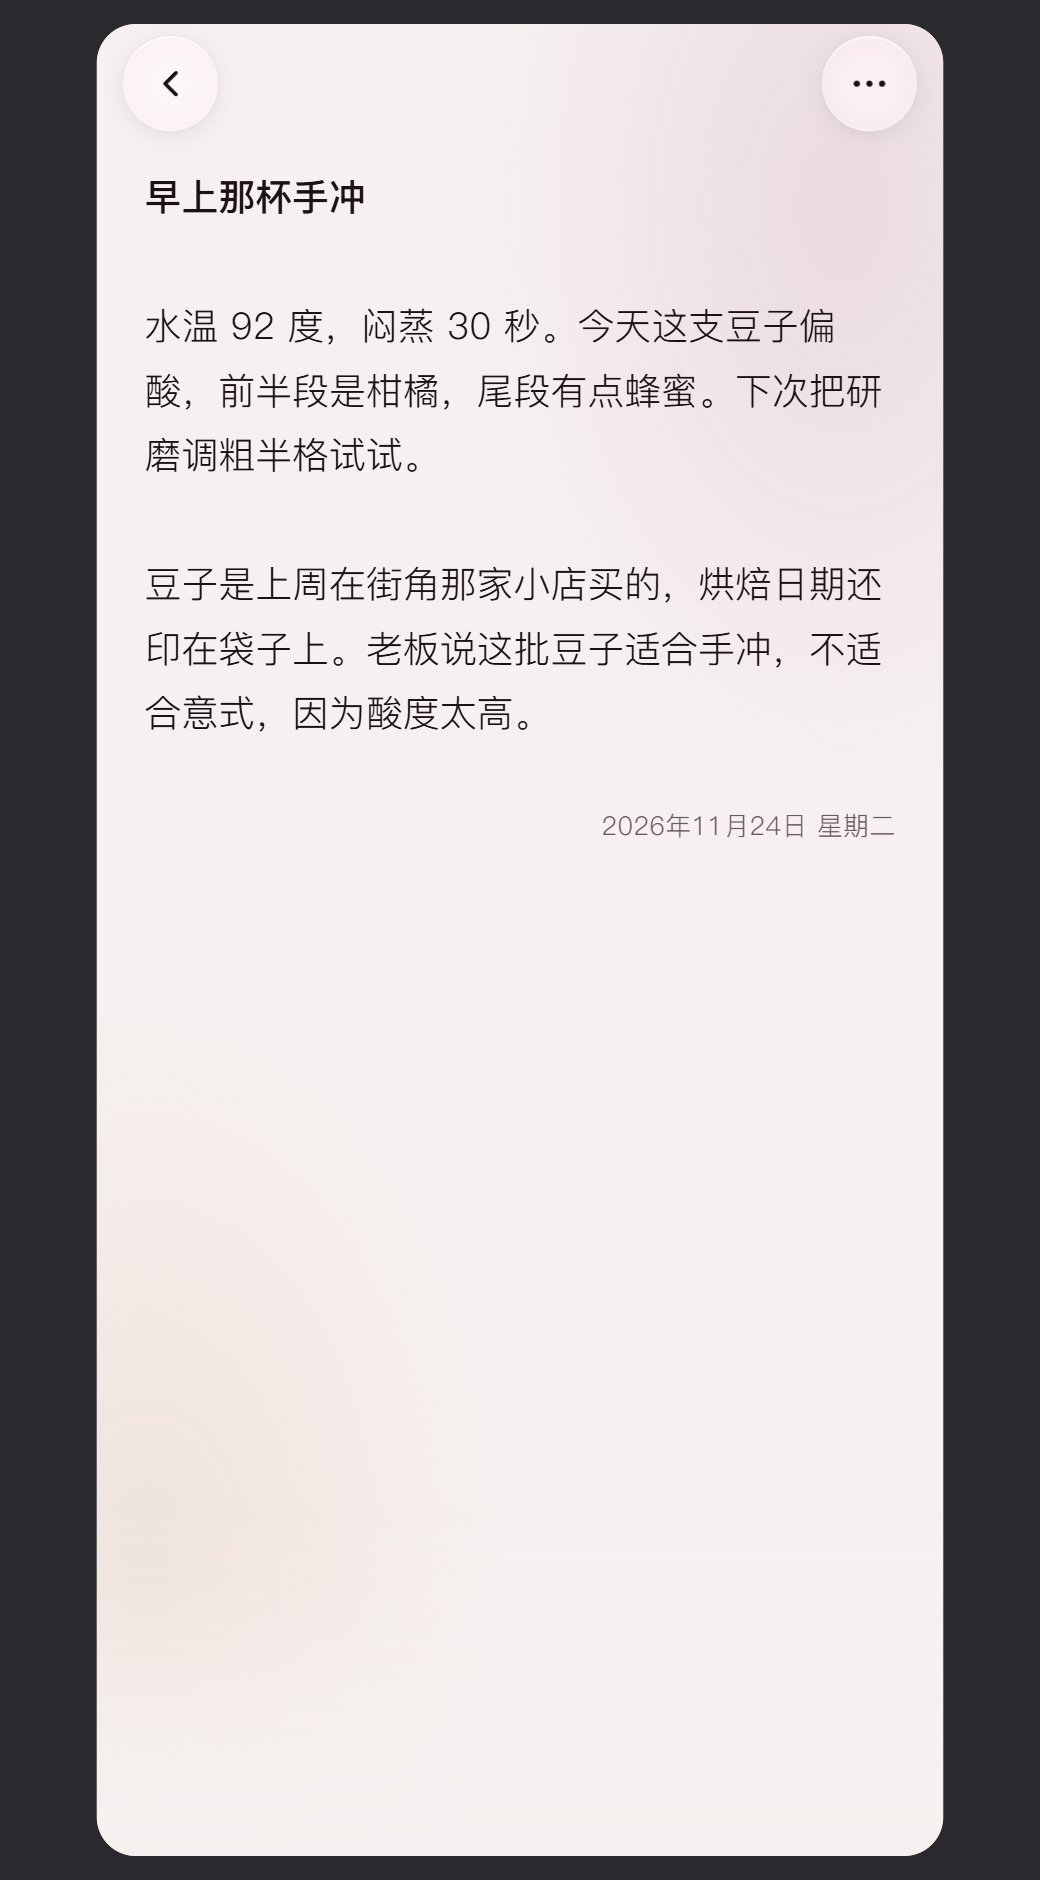 早上那杯手冲
水温 92 度，闷蒸 30 秒。今天这支豆子偏
酸，前半段是柑橘，尾段有点蜂蜜。下次把研
磨调粗半格试试。
豆子是上周在街角那家小店买的，烘焙日期还
印在袋子上。老板说这批豆子适合手冲，不适
合意式，因为酸度太高。
2026年11月24日 星期二